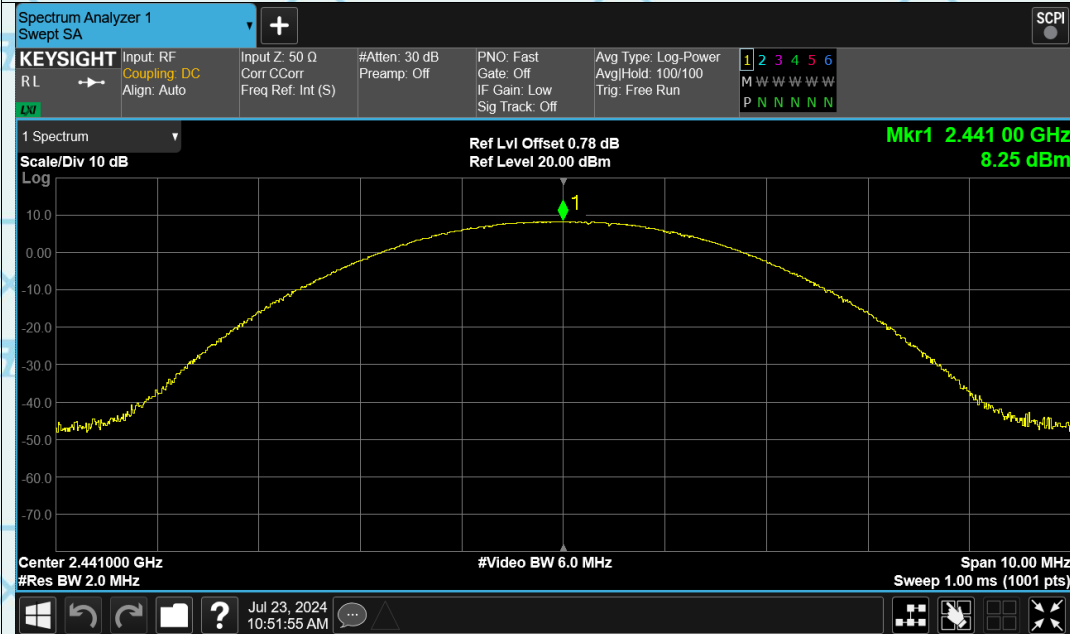 Spectrum Analyzer 1
Swept SA
+
SCPI
KEYSIGHT
RL
LXI
Input: RF
Coupling: DC
Align: Auto
Input Z: 50 Ω
Corr CCorr
Freq Ref: Int (S)
#Atten: 30 dB
Preamp: Off
PNO: Fast
Gate: Off
IF Gain: Low
Sig Track: Off
Avg Type: Log-Power
Avg|Hold: 100/100
Trig: Free Run
1 2 3 4 5 6
M W W W W W
P N N N N N
1 Spectrum
Scale/Div 10 dB
Log
Ref Lvl Offset 0.78 dB
Ref Level 20.00 dBm
Mkr1 2.441 00 GHz
8.25 dBm
1
10.0
0.00
-10.0
-20.0
-30.0
-40.0
-50.0
-60.0
-70.0
Center 2.441000 GHz
#Res BW 2.0 MHz
#Video BW 6.0 MHz
Span 10.00 MHz
Sweep 1.00 ms (1001 pts)
?
Jul 23, 2024
10:51:55 AM